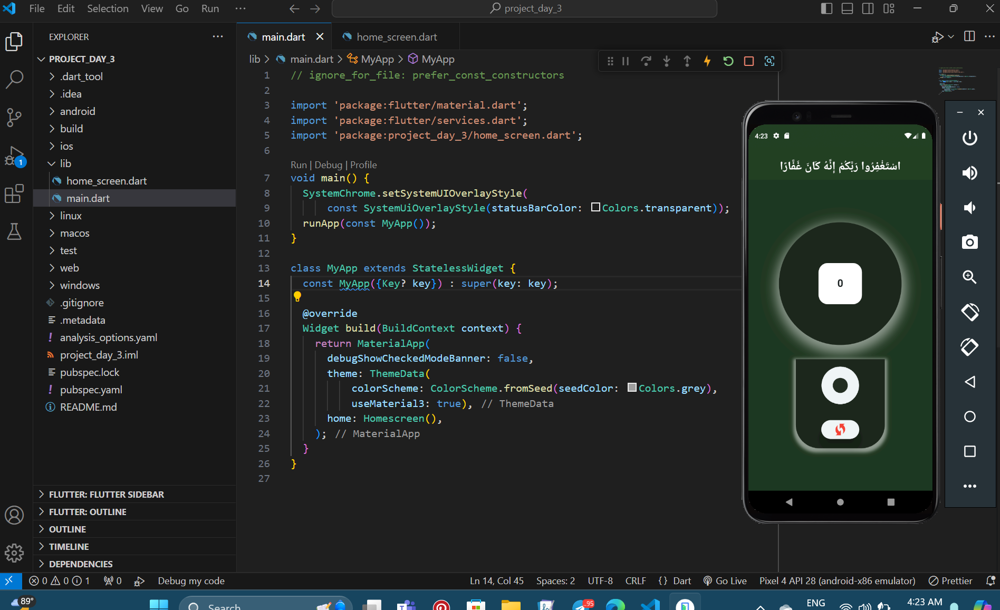 File Edit Selection View Go Run ···
project_day_3
EXPLORER
PROJECT_DAY_3
.dart_tool
.idea
android
build
ios
lib
home_screen.dart
main.dart
linux
macos
test
web
windows
.gitignore
.metadata
analysis_options.yaml
project_day_3.iml
pubspec.lock
pubspec.yaml
README.md
FLUTTER: FLUTTER SIDEBAR
FLUTTER: OUTLINE
OUTLINE
TIMELINE
DEPENDENCIES
1
main.dart home_screen.dart
lib > main.dart > MyApp > MyApp
1 // ignore_for_file: prefer_const_constructors
2
3 import 'package:flutter/material.dart';
4 import 'package:flutter/services.dart';
5 import 'package:project_day_3/home_screen.dart';
6
Run | Debug | Profile
7 void main() {
8 SystemChrome.setSystemUIOverlayStyle(
9 const SystemUiOverlayStyle(statusBarColor: Colors.transparent));
10 runApp(const MyApp());
11 }
12
13 class MyApp extends StatelessWidget {
14 const MyApp({Key? key}) : super(key: key);
15
16 @override
17 Widget build(BuildContext context) {
18 return MaterialApp(
19 debugShowCheckedModeBanner: false,
20 theme: ThemeData(
21 colorScheme: ColorScheme.fromSeed(seedColor: Colors.grey),
22 useMaterial3: true), // ThemeData
23 home: Homescreen(),
24 ); // MaterialApp
25 }
26 }
27
4:23
اسْتَغْفِرُوا رَبَّكُمْ إنَّهُ كَانَ غَفَّارًا
0
0 0 1 0 Debug my code Ln 14, Col 45 Spaces: 2 UTF-8 CRLF {} Dart Go Live Pixel 4 API 28 (android-x86 emulator) Prettier
89° Search .95 ENG 4:23 AM